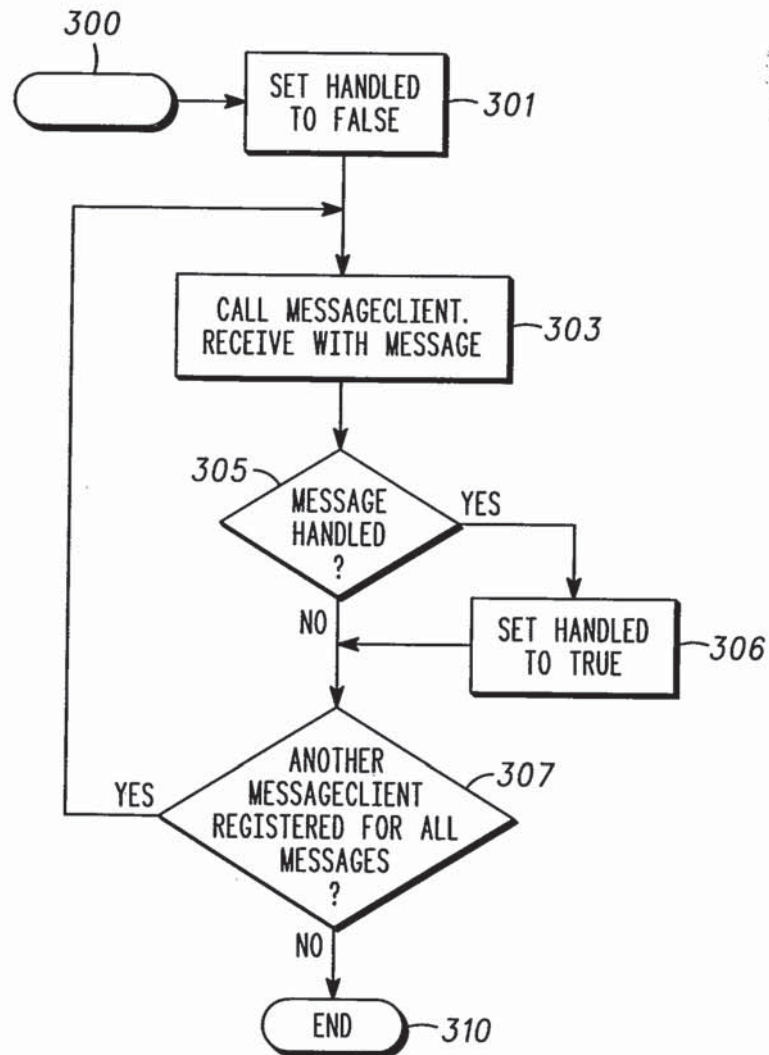 300
SET HANDLED
TO FALSE
301
CALL MESSAGECLIENT.
RECEIVE WITH MESSAGE
303
305
MESSAGE
HANDLED
?
YES
NO
SET HANDLED
TO TRUE
306
ANOTHER
MESSAGECLIENT
REGISTERED FOR ALL
MESSAGES
?
307
YES
NO
END
310